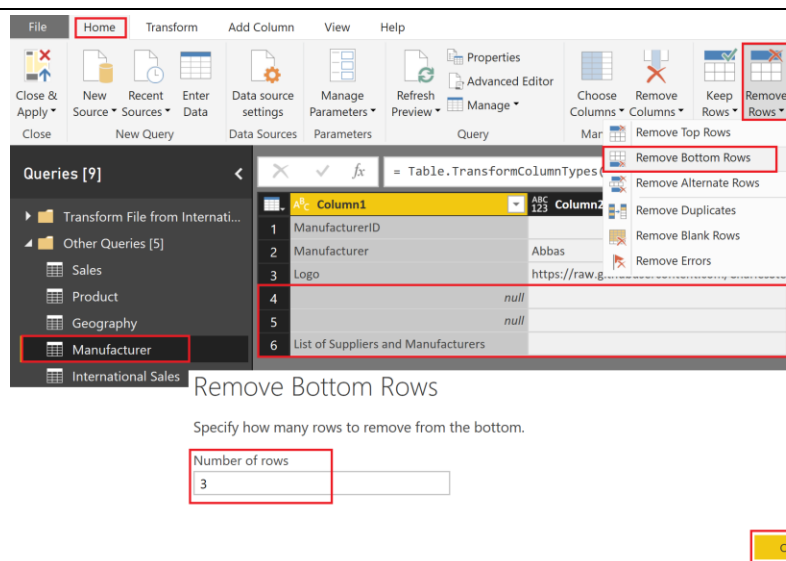 File Home Transform Add Column View Help
Properties
Advanced Editor
Manage
Close & Apply
New Source
Recent Sources
Enter Data
Data source settings
Manage Parameters
Refresh Preview
Choose Columns
Remove Columns
Keep Rows
Remove Rows
Close New Query Data Sources Parameters Query
Remove Top Rows
Remove Bottom Rows
Remove Alternate Rows
Remove Duplicates
Remove Blank Rows
Remove Errors
Queries [9]
Transform File from Internati...
Other Queries [5]
Sales
Product
Geography
Manufacturer
International Sales
fx = Table.TransformColumnTypes(
ABC Column1 ABC 123 Column2
1 ManufacturerID
2 Manufacturer Abbas
3 Logo
4 null
5 null
6 List of Suppliers and Manufacturers
Remove Bottom Rows
Specify how many rows to remove from the bottom.
Number of rows
3